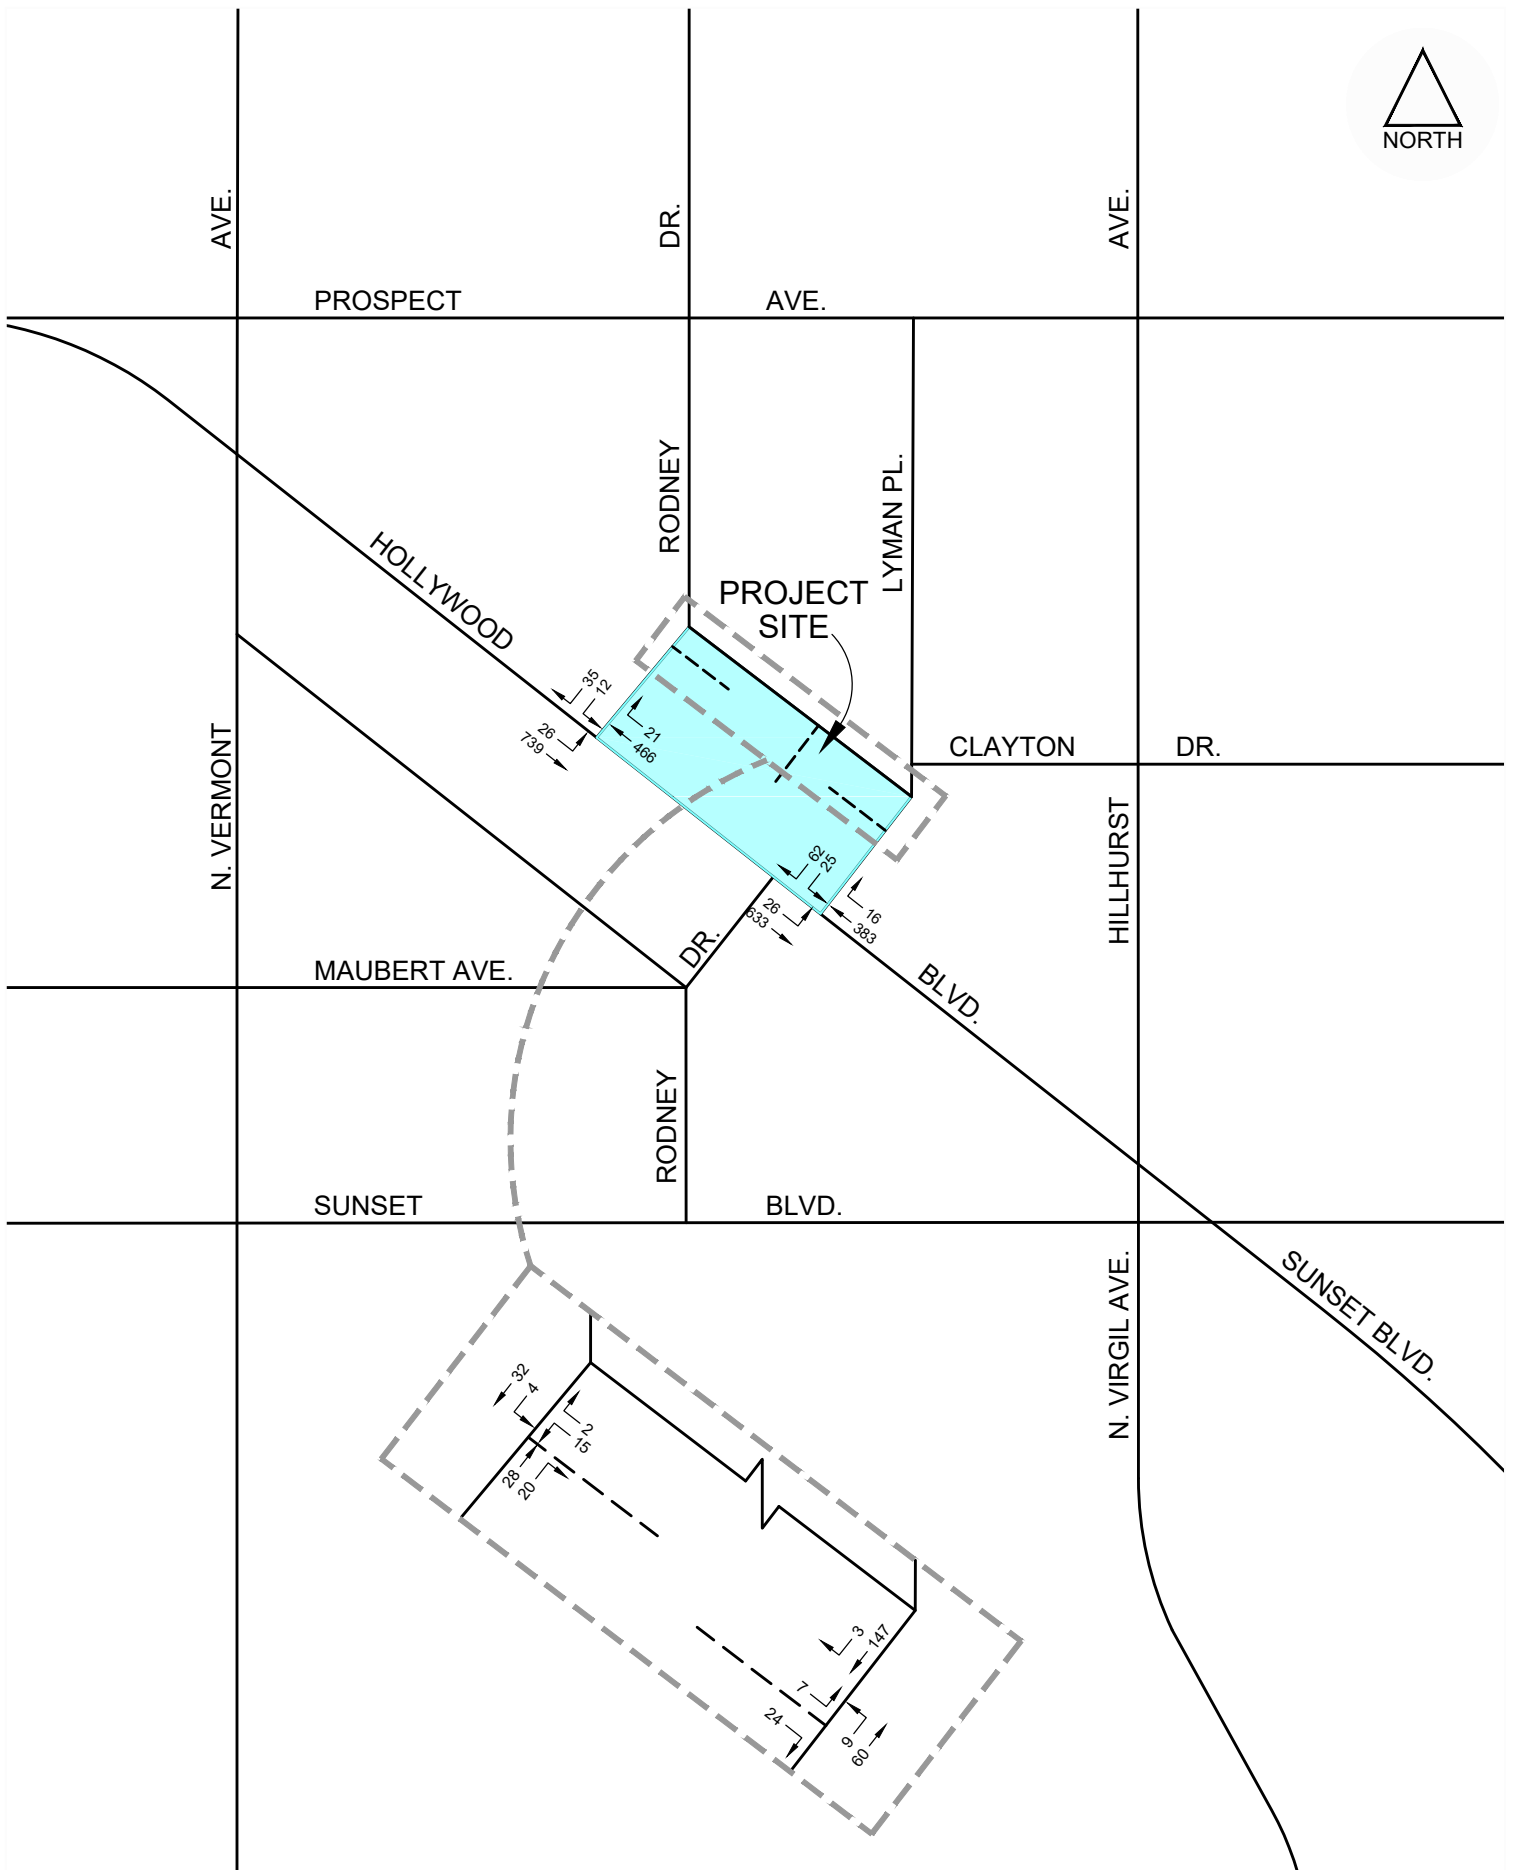 NORTH
AVE.
DR.
AVE.
PROSPECT
AVE.
RODNEY
LYMAN PL.
HOLLYWOOD
PROJECT
SITE
35
12
26
739
21
466
N. VERMONT
CLAYTON
DR.
HILLHURST
62
25
26
633
16
383
DR.
MAUBERT AVE.
BLVD.
RODNEY
SUNSET
BLVD.
N. VIRGIL AVE.
SUNSET BLVD.
32
4
2
15
28
20
3
147
7
24
9
60